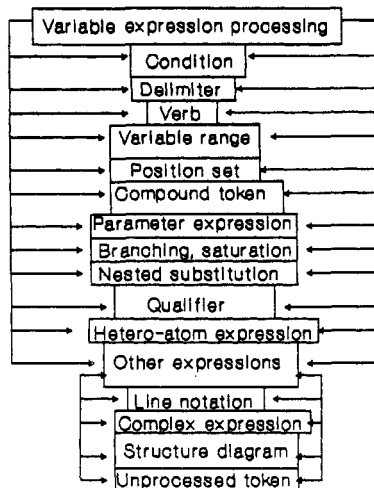 Variable expression processing
Condition
Delimiter
Verb
Variable range
Position set
Compound token
Parameter expression
Branching, saturation
Nested substitution
Qualifier
Hetero-atom expression
Other expressions
Line notation
Complex expression
Structure diagram
Unprocessed token